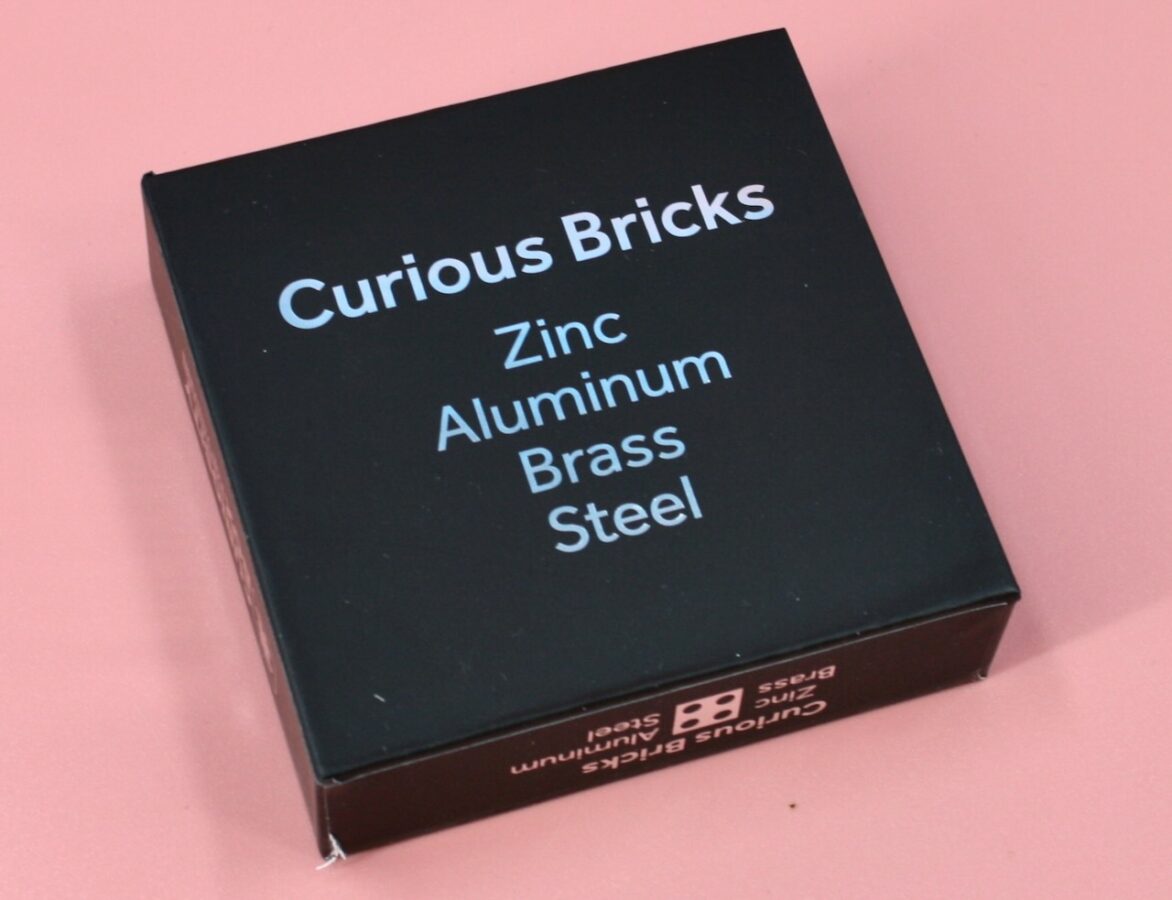 Curious Bricks
Zinc
Aluminum
Brass
Steel
Curious Bricks
Zinc Aluminum
Brass Steel